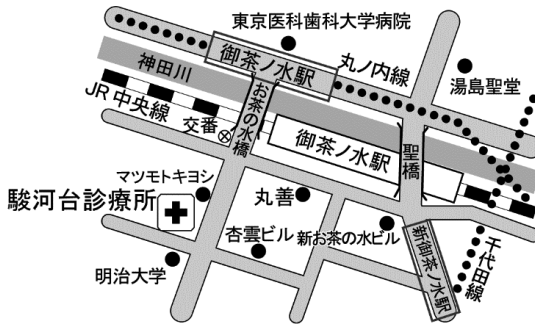 東京医科歯科大学病院
御茶ノ水駅
丸ノ内線
神田川
湯島聖堂
JR中央線
お茶の水橋
交番
御茶ノ水駅
聖橋
マツモトキヨシ
駿河台診療所
丸善
杏雲ビル
新お茶の水ビル
新御茶ノ水駅
千代田線
明治大学